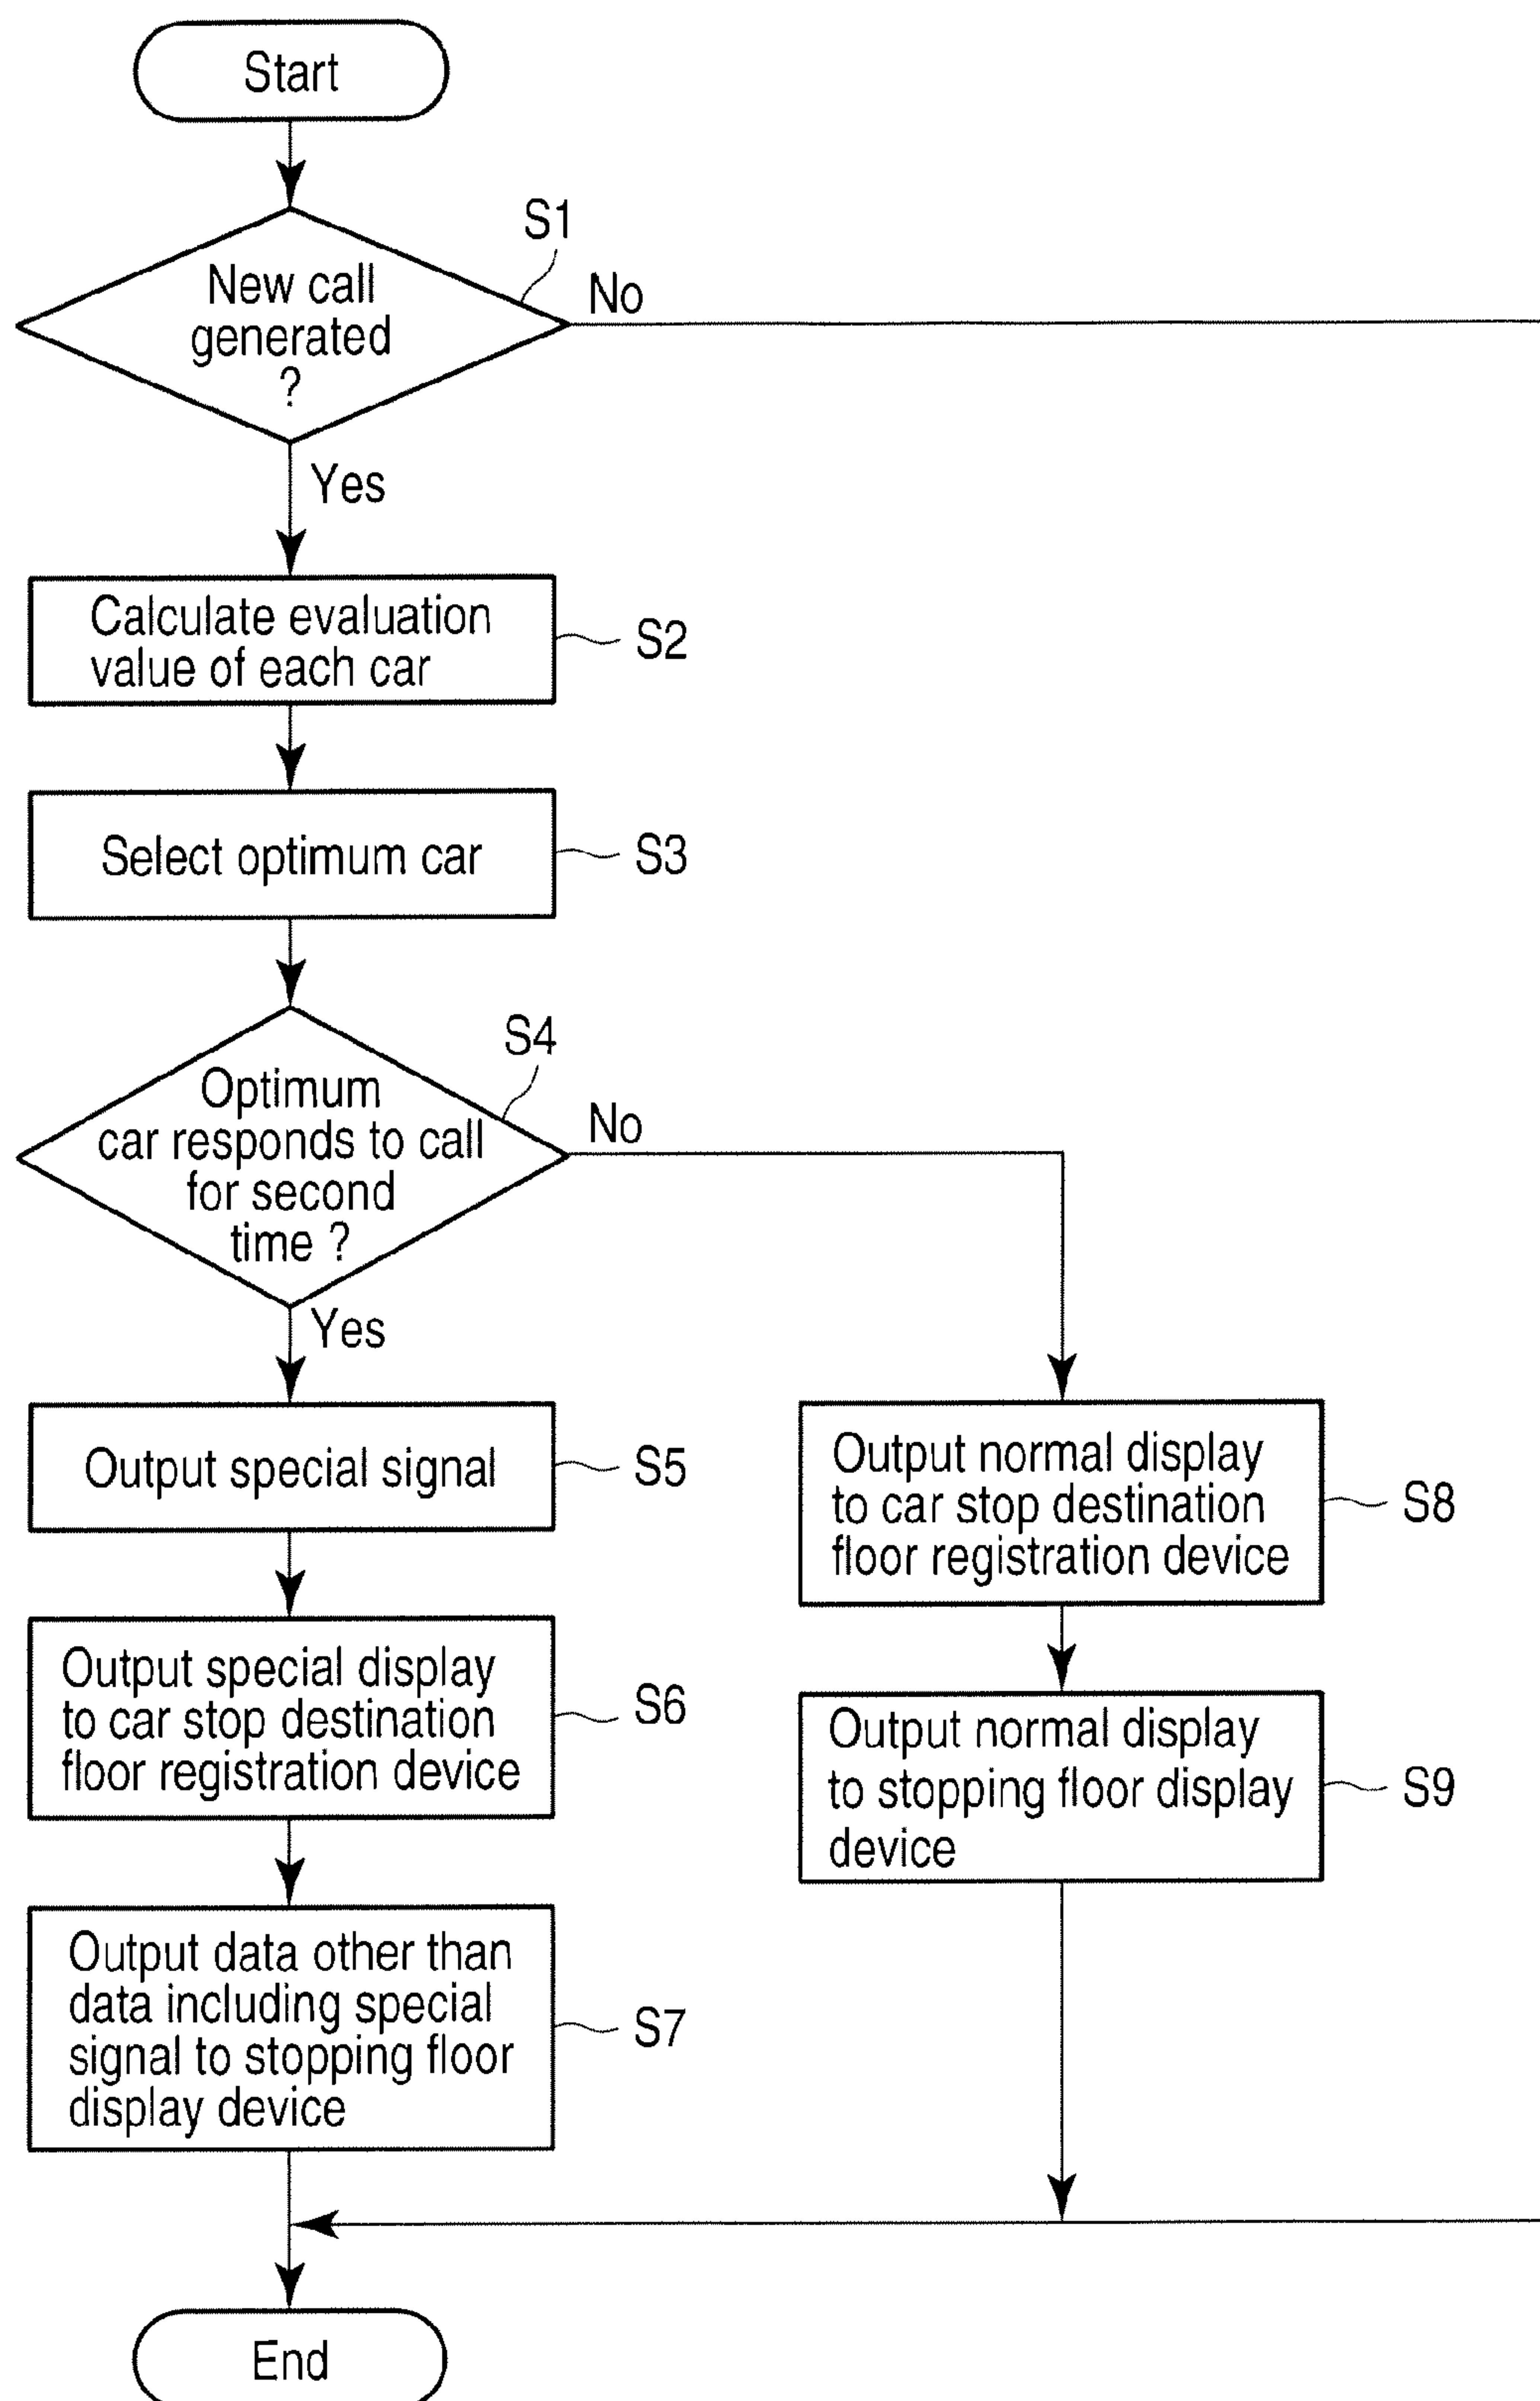 Start
S1
New call
generated
?
No
Yes
Calculate evaluation
value of each car
S2
Select optimum car
S3
S4
Optimum
car responds to call
for second
time ?
No
Yes
Output special signal
S5
Output normal display
to car stop destination
floor registration device
S8
Output special display
to car stop destination
floor registration device
S6
Output normal display
to stopping floor display
device
S9
Output data other than
data including special
signal to stopping floor
display device
S7
End